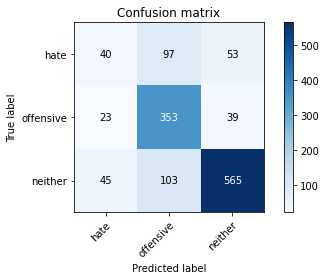 Confusion matrix
hate 40 97 53
offensive 23 353 39
neither 45 103 565
hate offensive neither
True label
Predicted label
500
400
300
200
100